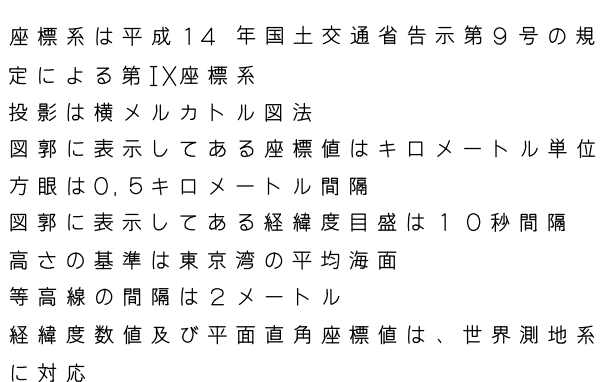 座標系は平成14年国土交通省告示第9号の規
定による第IX座標系
投影は横メルカトル図法
図郭に表示してある座標値はキロメートル単位
方眼は0.5キロメートル間隔
図郭に表示してある経緯度目盛は10秒間隔
高さの基準は東京湾の平均海面
等高線の間隔は2メートル
経緯度数値及び平面直角座標値は、世界測地系
に対応